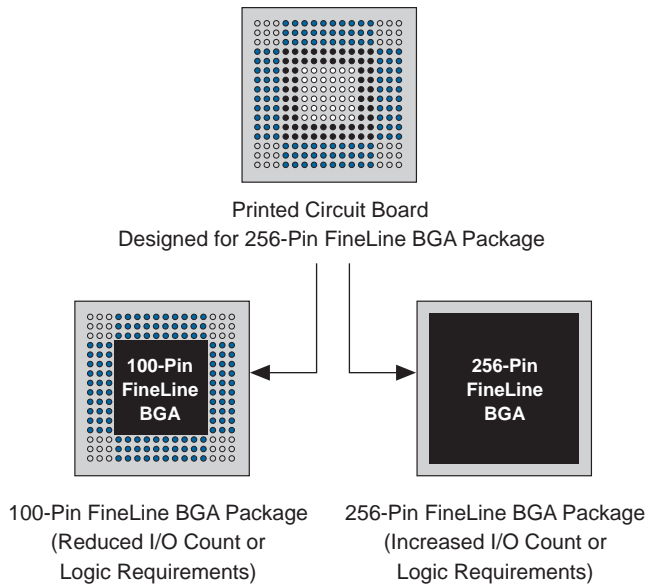 Printed Circuit Board
Designed for 256-Pin FineLine BGA Package
100-Pin
FineLine
BGA
256-Pin
FineLine
BGA
100-Pin FineLine BGA Package
(Reduced I/O Count or
Logic Requirements)
256-Pin FineLine BGA Package
(Increased I/O Count or
Logic Requirements)